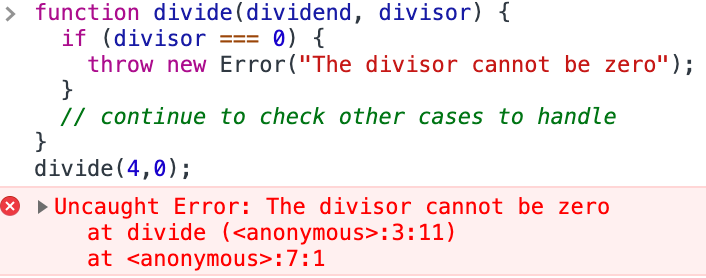 function divide(dividend, divisor) {
if (divisor === 0) {
throw new Error("The divisor cannot be zero");
}
// continue to check other cases to handle
}
divide(4,0);
Uncaught Error: The divisor cannot be zero
at divide (<anonymous>:3:11)
at <anonymous>:7:1